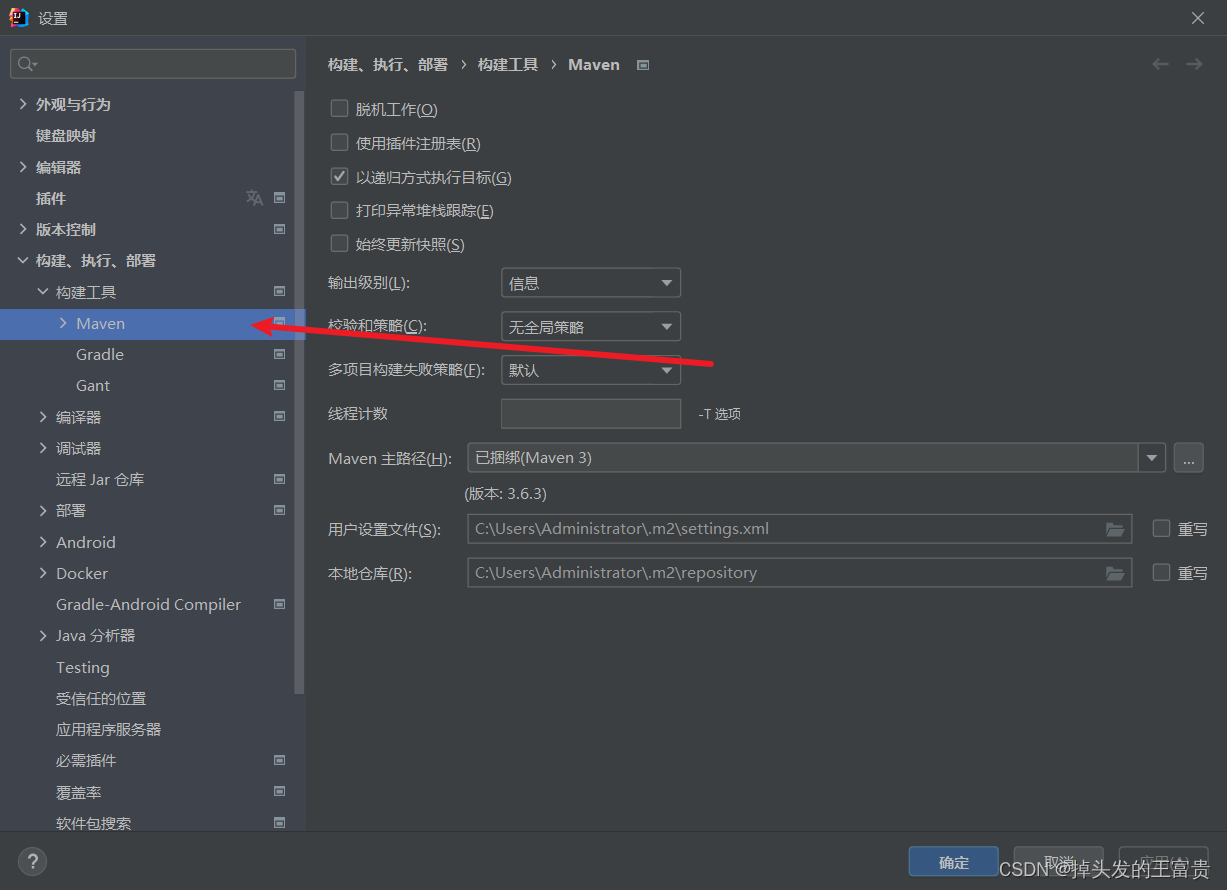 设置
外观与行为
键盘映射
编辑器
插件
版本控制
构建、执行、部署
构建工具
Maven
Gradle
Gant
编译器
调试器
远程 Jar 仓库
部署
Android
Docker
Gradle-Android Compiler
Java 分析器
Testing
受信任的位置
应用程序服务器
必需插件
覆盖率
软件包搜索
构建、执行、部署 › 构建工具 › Maven
脱机工作(O)
使用插件注册表(R)
以递归方式执行目标(G)
打印异常堆栈跟踪(E)
始终更新快照(S)
输出级别(L): 信息
校验和策略(C): 无全局策略
多项目构建失败策略(F): 默认
线程计数 -T 选项
Maven 主路径(H): 已捆绑(Maven 3) ...
(版本: 3.6.3)
用户设置文件(S): C:\Users\Administrator\.m2\settings.xml 重写
本地仓库(R): C:\Users\Administrator\.m2\repository 重写
? 确定 取消 应用(A)
CSDN @掉头发的王富贵